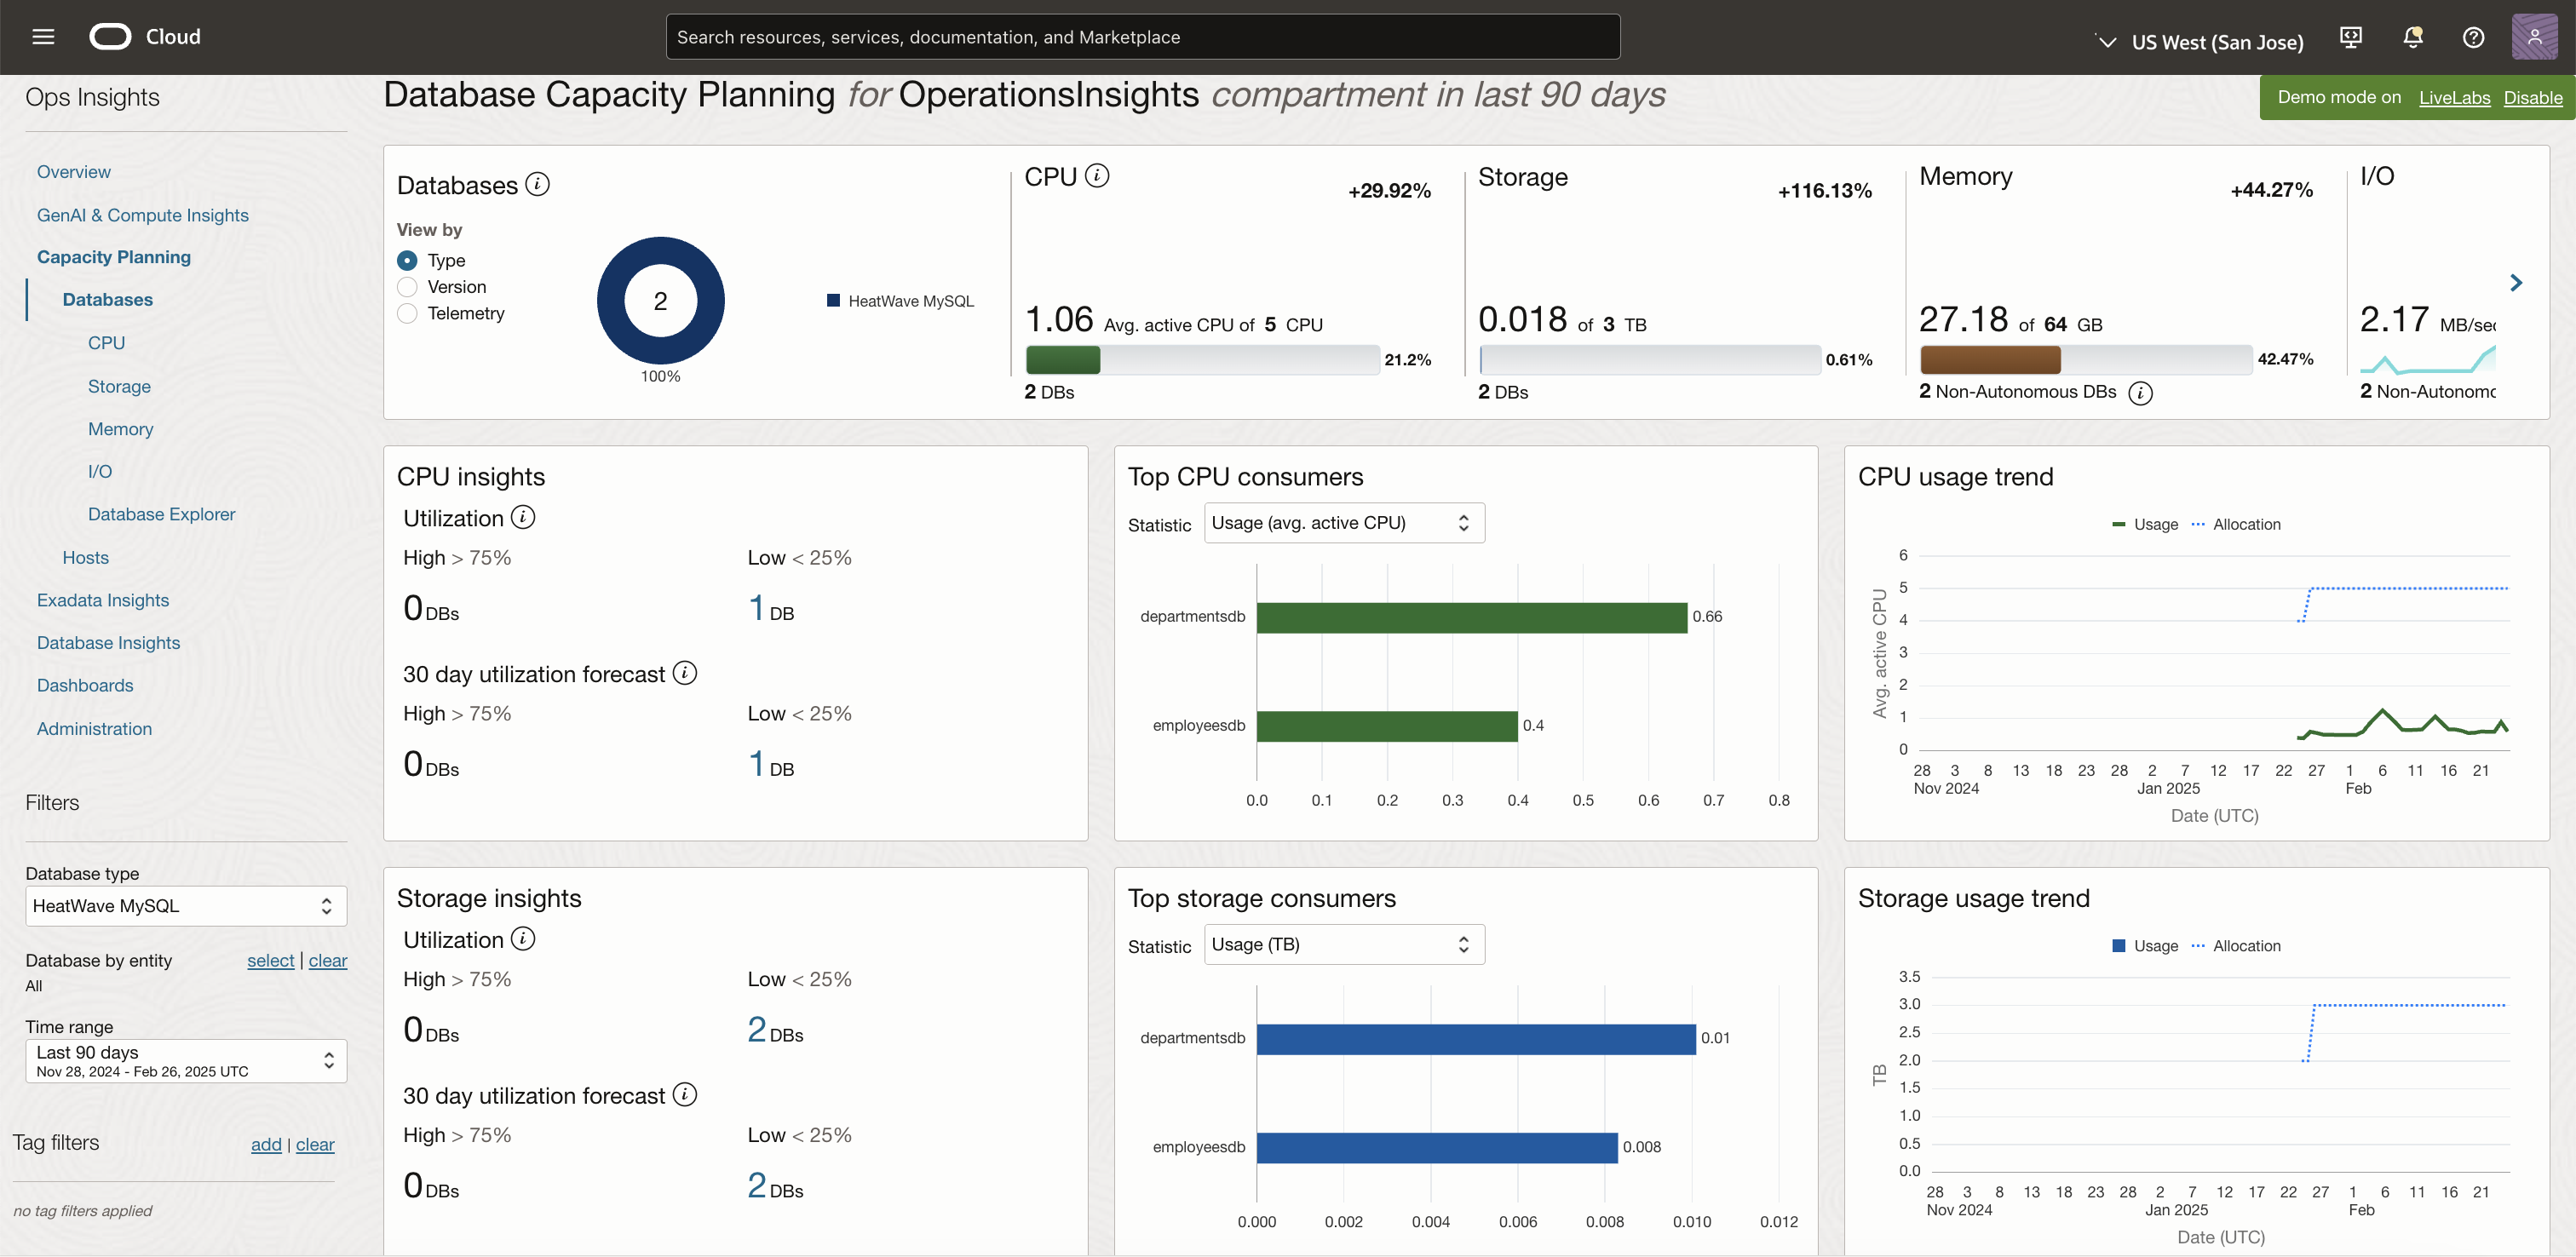 Cloud
Search resources, services, documentation, and Marketplace
US West (San Jose)
Ops Insights
Overview
GenAI & Compute Insights
Capacity Planning
Databases
CPU
Storage
Memory
I/O
Database Explorer
Hosts
Exadata Insights
Database Insights
Dashboards
Administration
Filters
Database type
HeatWave MySQL
Database by entity select | clear
All
Time range
Last 90 days
Nov 28, 2024 - Feb 26, 2025 UTC
Tag filters add | clear
no tag filters applied
Database Capacity Planning for OperationsInsights compartment in last 90 days
Demo mode on LiveLabs Disable
Databases
View by
Type
Version
Telemetry
2
100%
HeatWave MySQL
CPU
+29.92%
1.06 Avg. active CPU of 5 CPU
21.2%
2 DBs
Storage
+116.13%
0.018 of 3 TB
0.61%
2 DBs
Memory
+44.27%
27.18 of 64 GB
42.47%
2 Non-Autonomous DBs
I/O
2.17 MB/sec
2 Non-Autonomo
CPU insights
Utilization
High > 75% Low < 25%
0 DBs 1 DB
30 day utilization forecast
High > 75% Low < 25%
0 DBs 1 DB
Top CPU consumers
Statistic Usage (avg. active CPU)
departmentsdb 0.66
employeesdb 0.4
0.0 0.1 0.2 0.3 0.4 0.5 0.6 0.7 0.8
CPU usage trend
Usage Allocation
Avg. active CPU
6
5
4
3
2
1
0
28 3 8 13 18 23 28 2 7 12 17 22 27 1 6 11 16 21
Nov 2024 Jan 2025 Feb
Date (UTC)
Storage insights
Utilization
High > 75% Low < 25%
0 DBs 2 DBs
30 day utilization forecast
High > 75% Low < 25%
0 DBs 2 DBs
Top storage consumers
Statistic Usage (TB)
departmentsdb 0.01
employeesdb 0.008
0.000 0.002 0.004 0.006 0.008 0.010 0.012
Storage usage trend
Usage Allocation
TB
3.5
3.0
2.5
2.0
1.5
1.0
0.5
0.0
28 3 8 13 18 23 28 2 7 12 17 22 27 1 6 11 16 21
Nov 2024 Jan 2025 Feb
Date (UTC)